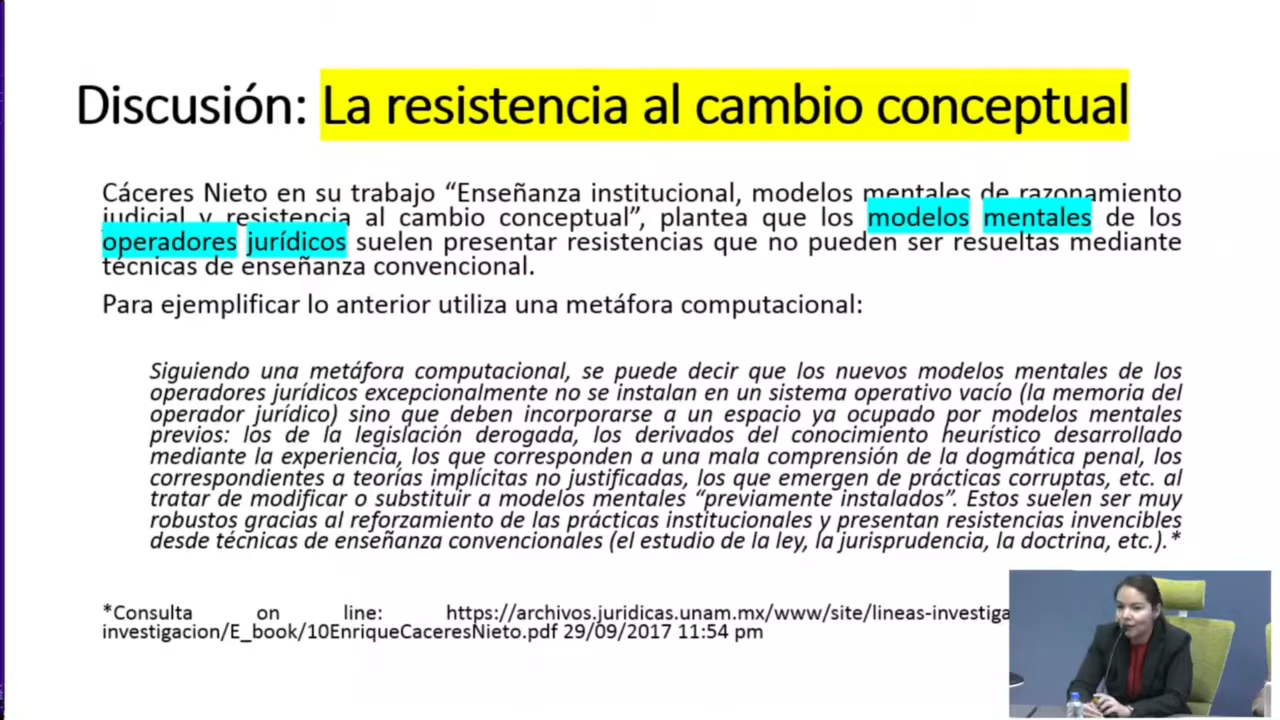 Discusión: La resistencia al cambio conceptual
Cáceres Nieto en su trabajo “Enseñanza institucional, modelos mentales de razonamiento
judicial y resistencia al cambio conceptual”, plantea que los modelos mentales de los
operadores jurídicos suelen presentar resistencias que no pueden ser resueltas mediante
técnicas de enseñanza convencional.
Para ejemplificar lo anterior utiliza una metáfora computacional:
Siguiendo una metáfora computacional, se puede decir que los nuevos modelos mentales de los
operadores jurídicos excepcionalmente no se instalan en un sistema operativo vacío (la memoria del
operador jurídico) sino que deben incorporarse a un espacio ya ocupado por modelos mentales
previos: los de la legislación derogada, los derivados del conocimiento heurístico desarrollado
mediante la experiencia, los que corresponden a una mala comprensión de la dogmática penal, los
correspondientes a teorías implícitas no justificadas, los que emergen de prácticas corruptas, etc. al
tratar de modificar o substituir a modelos mentales “previamente instalados”. Estos suelen ser muy
robustos gracias al reforzamiento de las prácticas institucionales y presentan resistencias invencibles
desde técnicas de enseñanza convencionales (el estudio de la ley, la jurisprudencia, la doctrina, etc.).*
*Consulta on line: https://archivos.juridicas.unam.mx/www/site/lineas-investiga
investigacion/E_book/10EnriqueCaceresNieto.pdf 29/09/2017 11:54 pm